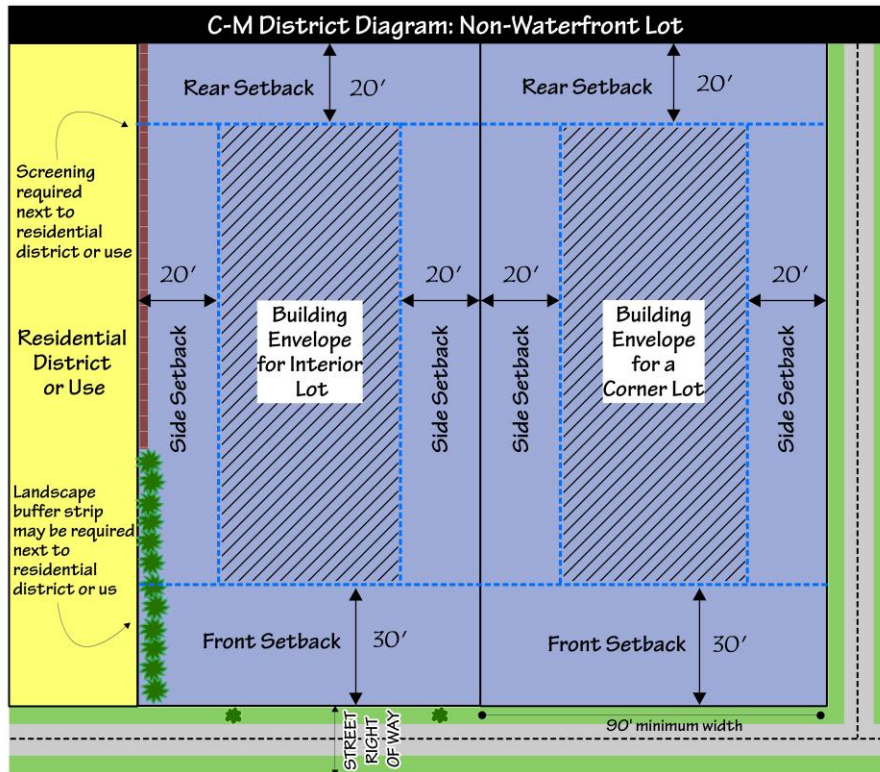 C-M District Diagram: Non-Waterfront Lot
Rear Setback
20'
Rear Setback
20'
Screening
required
next to
residential
district or use
20'
20'
20'
20'
Building
Envelope
for Interior
Lot
Building
Envelope
for a
Corner Lot
Residential
District
or Use
Side Setback
Side Setback
Side Setback
Side Setback
Landscape
buffer strip
may be required
next to
residential
district or us
Front Setback
30'
Front Setback
30'
STREET
RIGHT
OF WAY
90' minimum width